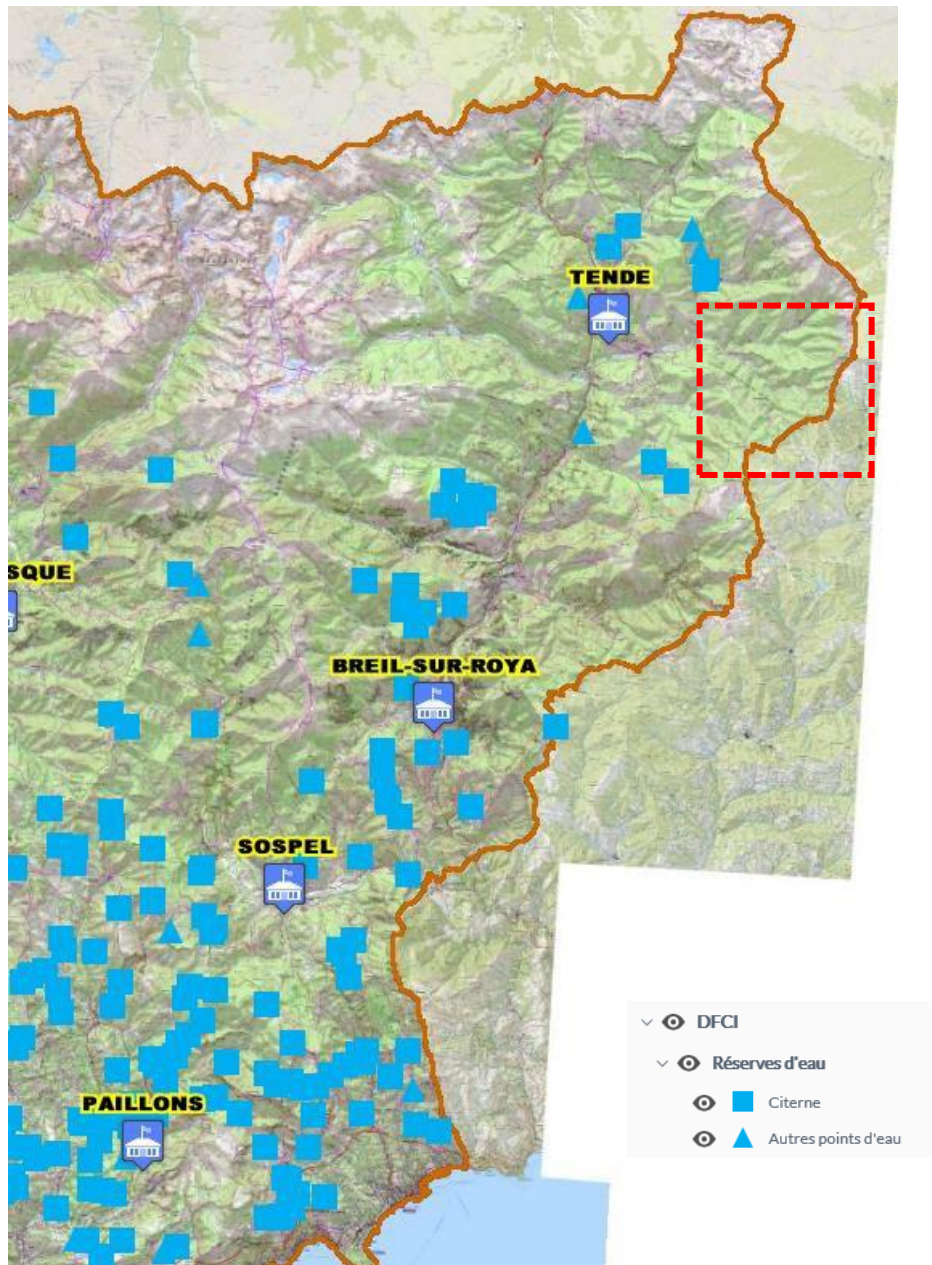 TENDE
SQUE
BREIL-SUR-ROYA
SOSPEL
DFCI
Réserves d'eau
Citerne
PAILLONS
Autres points d'eau